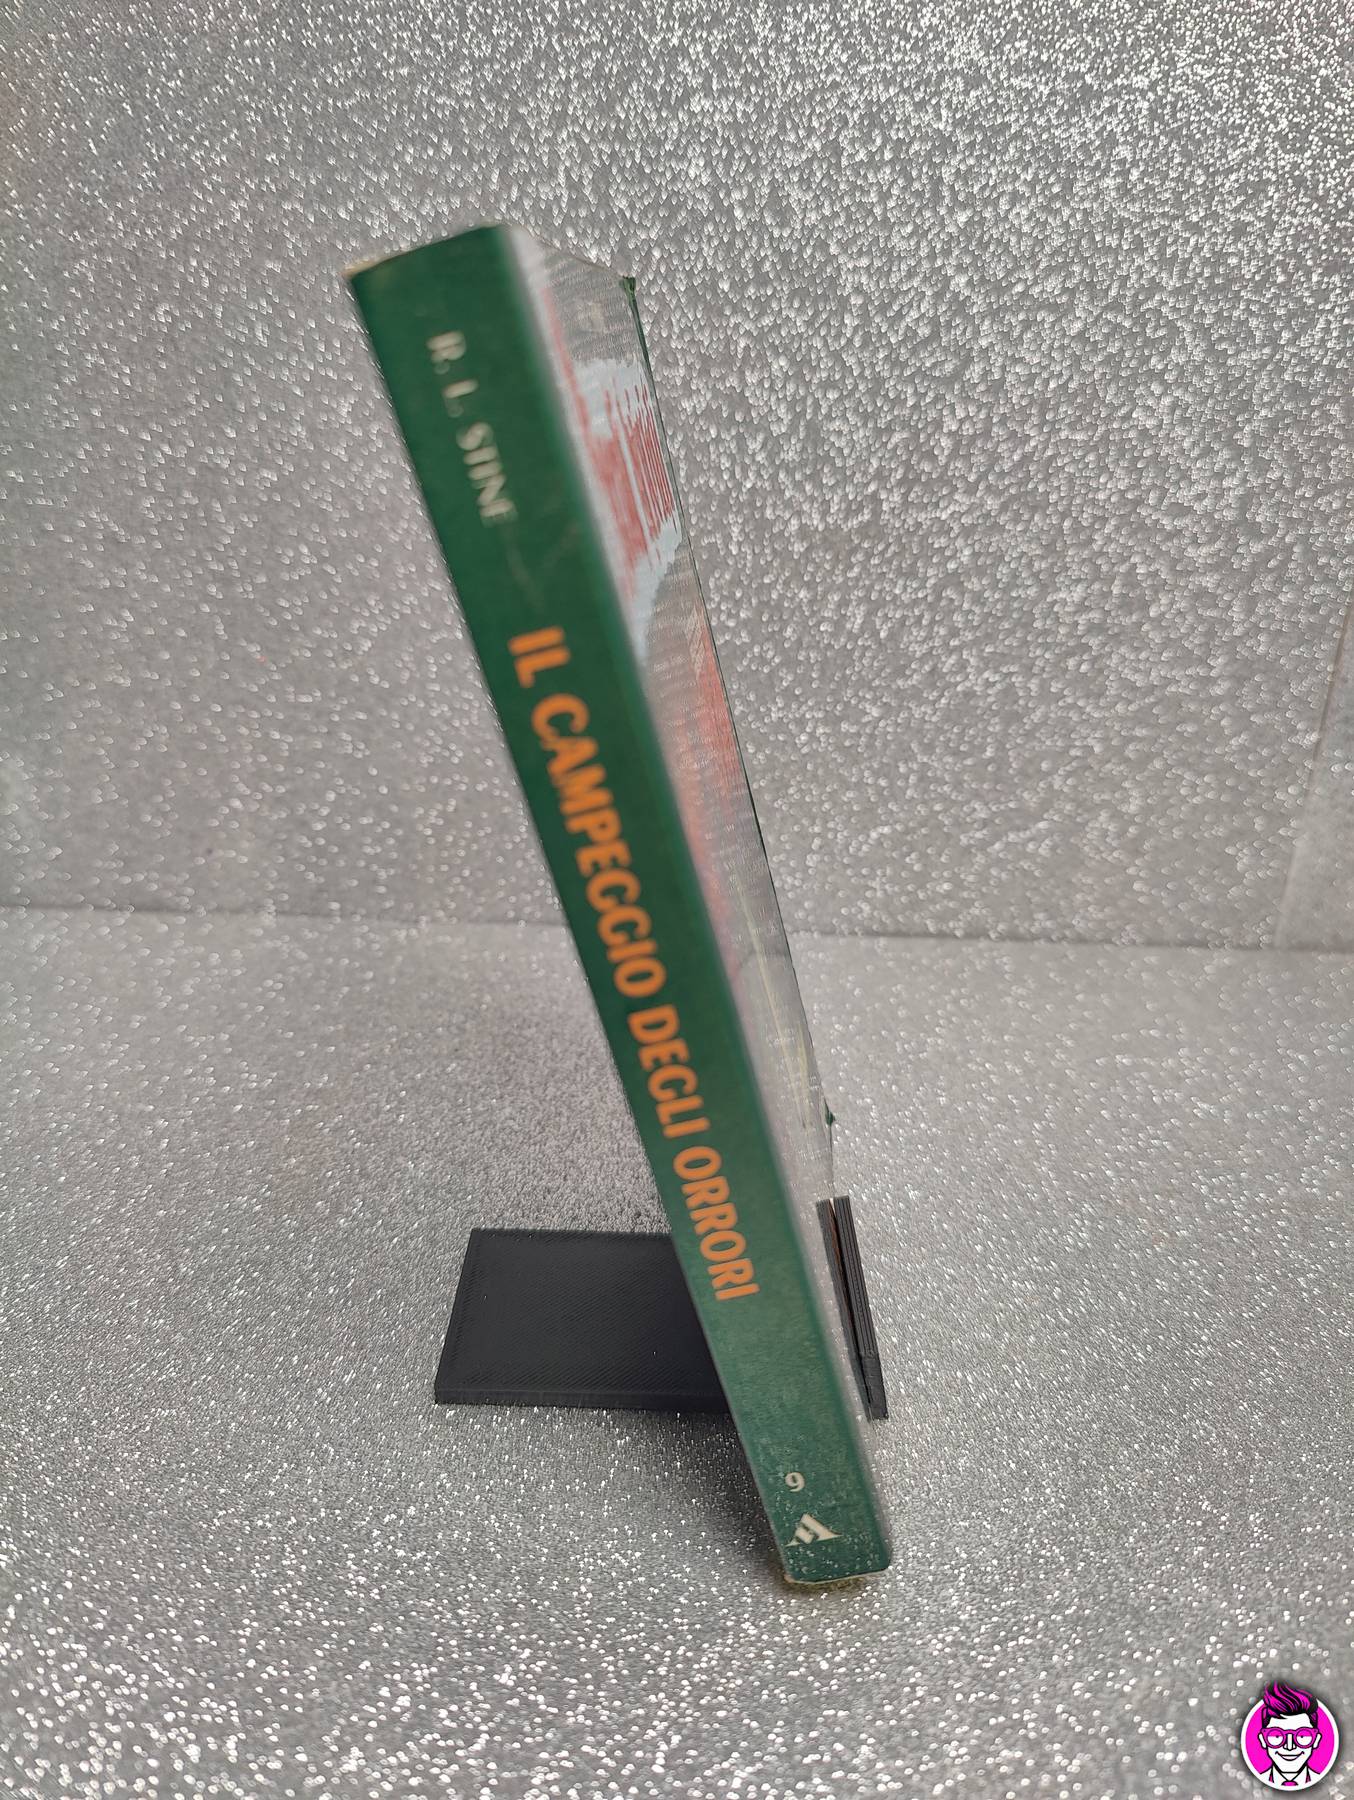 R. L. STINE
IL CAMPEGGIO DEGLI ORRORI
9